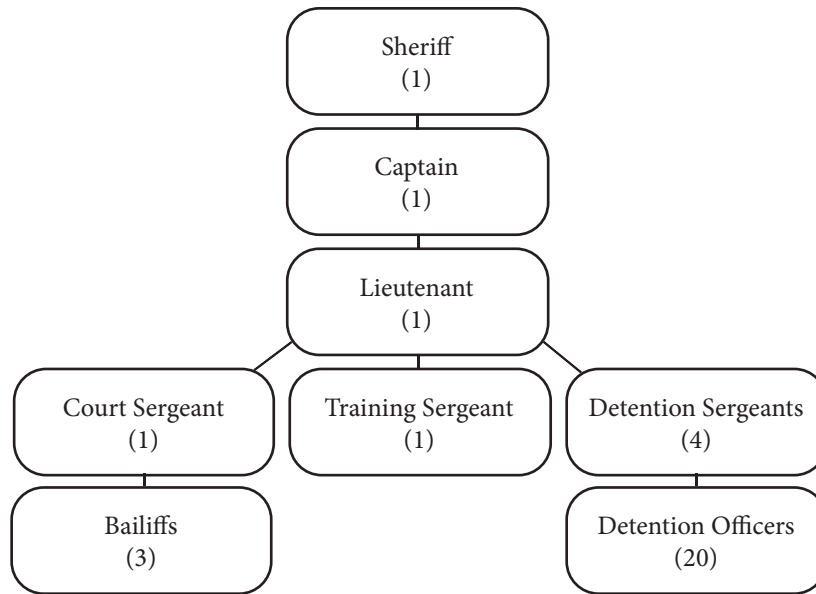 Sheriff
(1)
Captain
(1)
Lieutenant
(1)
Court Sergeant
(1)
Training Sergeant
(1)
Detention Sergeants
(4)
Bailiffs
(3)
Detention Officers
(20)